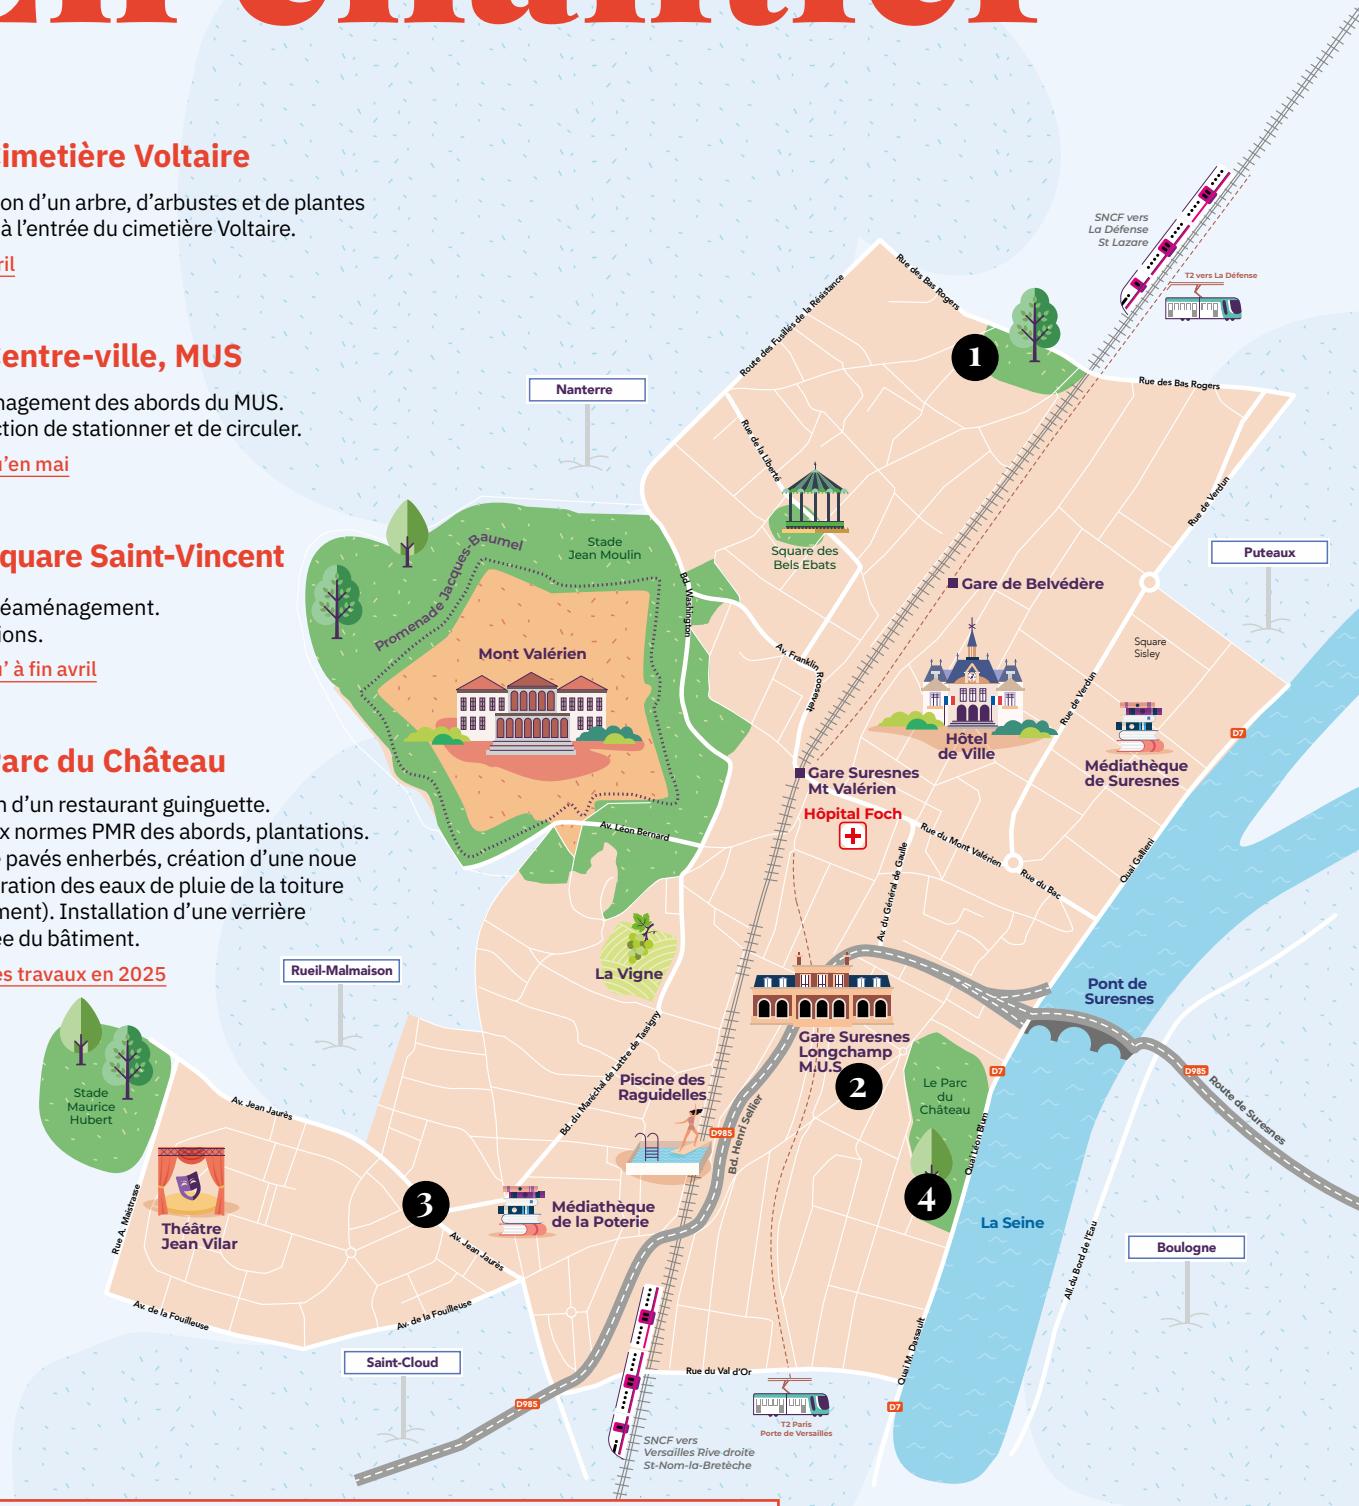 en chantier
imetière Voltaire
on d’un arbre, d’arbustes et de plantes
à l’entrée du cimetière Voltaire.
ril
entre-ville, MUS
nagement des abords du MUS.
ction de stationner et de circuler.
u’en mai
quare Saint-Vincent
éaménagement.
ions.
u’ à fin avril
arc du Château
n d’un restaurant guinguette.
x normes PMR des abords, plantations.
e pavés enherbés, création d’une noue
ration des eaux de pluie de la toiture
ment). Installation d’une verrière
ée du bâtiment.
es travaux en 2025
SNCF vers
La Défense
St Lazare
T2 vers La Défense
Rue des Bas Rogers
Route des Fusillés de la Résistance
1
Rue des Bas Rogers
Nanterre
Rue de la Liberté
Rue de Verdun
Square des
Bels Ebats
Stade
Jean Moulin
Promenade Jacques-Baumel
Puteaux
Gare de Belvédère
Bd. Washington
Mont Valérien
Av. Franklin
Roosevelt
Square
Sisley
Rue de Verdun
Hôtel
de Ville
D7
Médiathèque
de Suresnes
Gare Suresnes
Mt Valérien
Hôpital Foch
Av. Léon Bernard
Rue du Mont Valérien
Rue du Bac
Quai Gallieni
Av. du Général de Gaulle
La Vigne
Rueil-Malmaison
Pont de
Suresnes
Gare Suresnes
Longchamp
M.U.S
2
Bd. du Maréchal de Lattre de Tassigny
Piscine des
Raguidelles
D985
Bd. Henri Sellier
Le Parc
du
Château
D7
D985
Route de Suresnes
Quai Léon Blum
Stade
Maurice
Hubert
Av. Jean Jaurès
3
4
Médiathèque
de la Poterie
Théâtre
Jean Vilar
Rue A. Maistrasse
Av. Jean Jaurès
La Seine
All. du Bord de l’Eau
Boulogne
Av. de la Fouilleuse
Av. de la Fouilleuse
Saint-Cloud
Quai M. Dassault
Rue du Val d’Or
D985
D7
T2 Paris
Porte de Versailles
SNCF vers
Versailles Rive droite
St-Nom-la-Bretèche